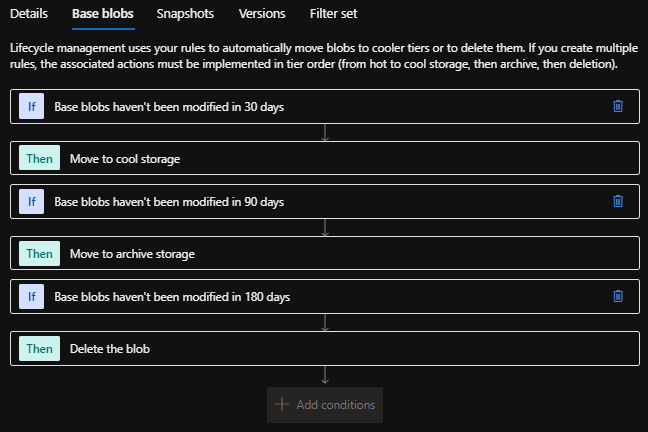 Details Base blobs Snapshots Versions Filter set
Lifecycle management uses your rules to automatically move blobs to cooler tiers or to delete them. If you create multiple
rules, the associated actions must be implemented in tier order (from hot to cool storage, then archive, then deletion).
If Base blobs haven't been modified in 30 days
Then Move to cool storage
If Base blobs haven't been modified in 90 days
Then Move to archive storage
If Base blobs haven't been modified in 180 days
Then Delete the blob
Add conditions